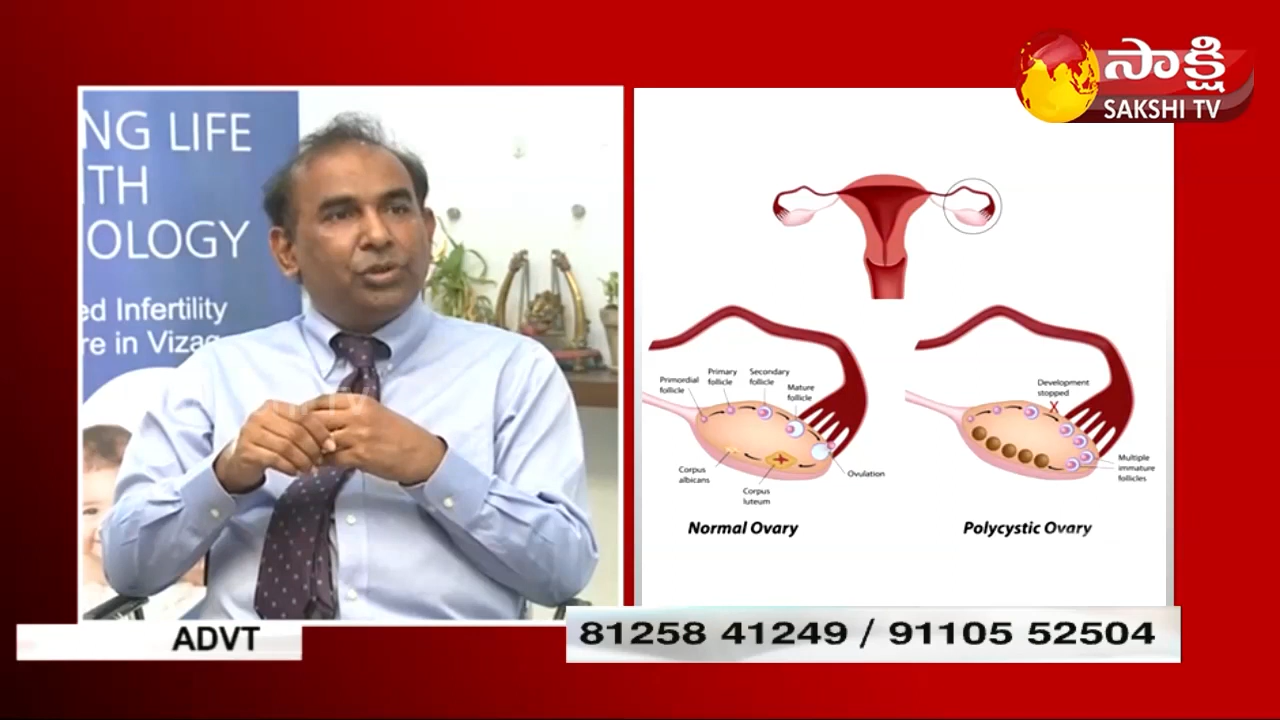 సాక్షి
SAKSHI TV
NG LIFE
ITH
OLOGY
ed Infertility
re in Vizag
Primordial
follicle
Primary
follicle
Secondary
follicle
Mature
follicle
Corpus
albicans
Corpus
luteum
Ovulation
Normal Ovary
Development
stopped
X
Multiple
immature
follicles
Polycystic Ovary
ADVT
81258 41249 / 91105 52504